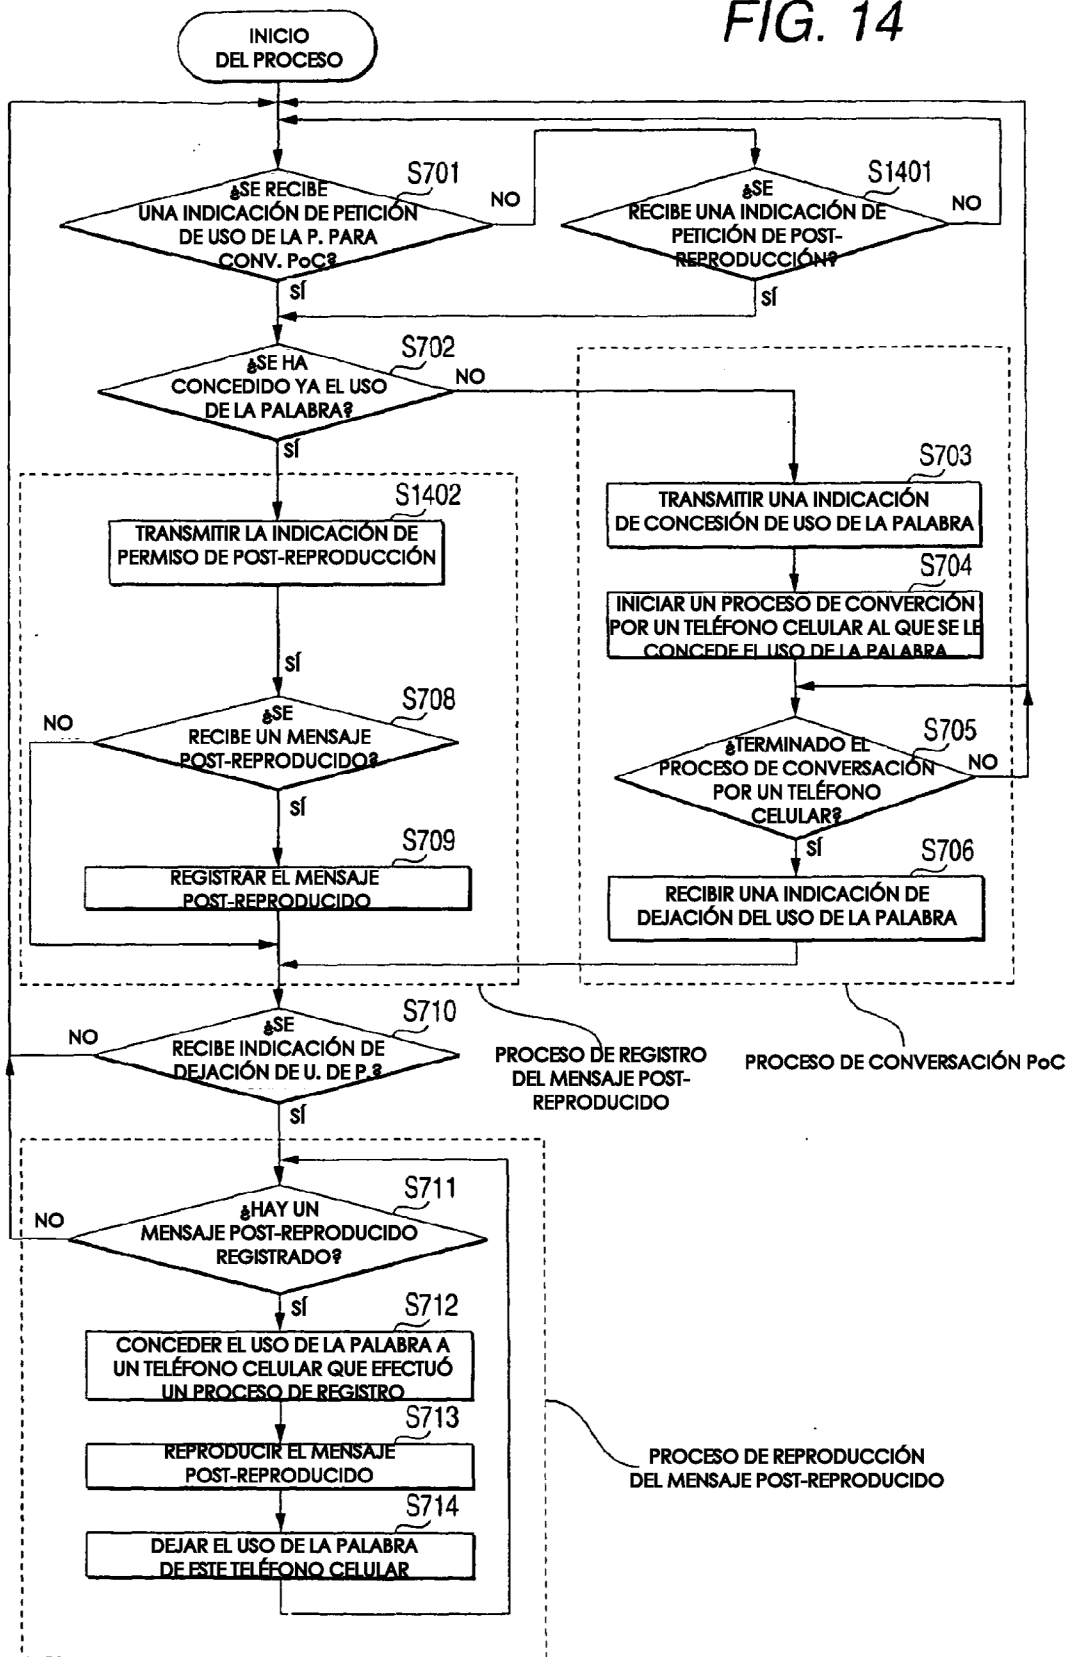 FIG. 14
INICIO
DEL PROCESO
S701
¿SE RECIBE
UNA INDICACIÓN DE PETICIÓN
DE USO DE LA P. PARA
CONV. PoC?
NO
SÍ
S1401
¿SE
RECIBE UNA INDICACIÓN DE
PETICIÓN DE POST-
REPRODUCCIÓN?
NO
SÍ
S702
¿SE HA
CONCEDIDO YA EL USO
DE LA PALABRA?
NO
SÍ
S1402
TRANSMITIR LA INDICACIÓN DE
PERMISO DE POST-REPRODUCCIÓN
SÍ
S703
TRANSMITIR UNA INDICACIÓN
DE CONCESIÓN DE USO DE LA PALABRA
S704
INICIAR UN PROCESO DE CONVERCIÓN
POR UN TELÉFONO CELULAR AL QUE SE LE
CONCEDE EL USO DE LA PALABRA
S708
¿SE
RECIBE UN MENSAJE
POST-REPRODUCIDO?
NO
SÍ
S705
¿TERMINADO EL
PROCESO DE CONVERSACIÓN
POR UN TELÉFONO
CELULAR?
NO
SÍ
S709
REGISTRAR EL MENSAJE
POST-REPRODUCIDO
S706
RECIBIR UNA INDICACIÓN DE
DEJACIÓN DEL USO DE LA PALABRA
S710
¿SE
RECIBE INDICACIÓN DE
DEJACIÓN DE U. DE P.?
NO
SÍ
PROCESO DE REGISTRO
DEL MENSAJE POST-
REPRODUCIDO
PROCESO DE CONVERSACIÓN PoC
S711
¿HAY UN
MENSAJE POST-REPRODUCIDO
REGISTRADO?
NO
SÍ
S712
CONCEDER EL USO DE LA PALABRA A
UN TELÉFONO CELULAR QUE EFECTUÓ
UN PROCESO DE REGISTRO
S713
REPRODUCIR EL MENSAJE
POST-REPRODUCIDO
S714
DEJAR EL USO DE LA PALABRA
DE ESTE TELÉFONO CELULAR
PROCESO DE REPRODUCCIÓN
DEL MENSAJE POST-REPRODUCIDO